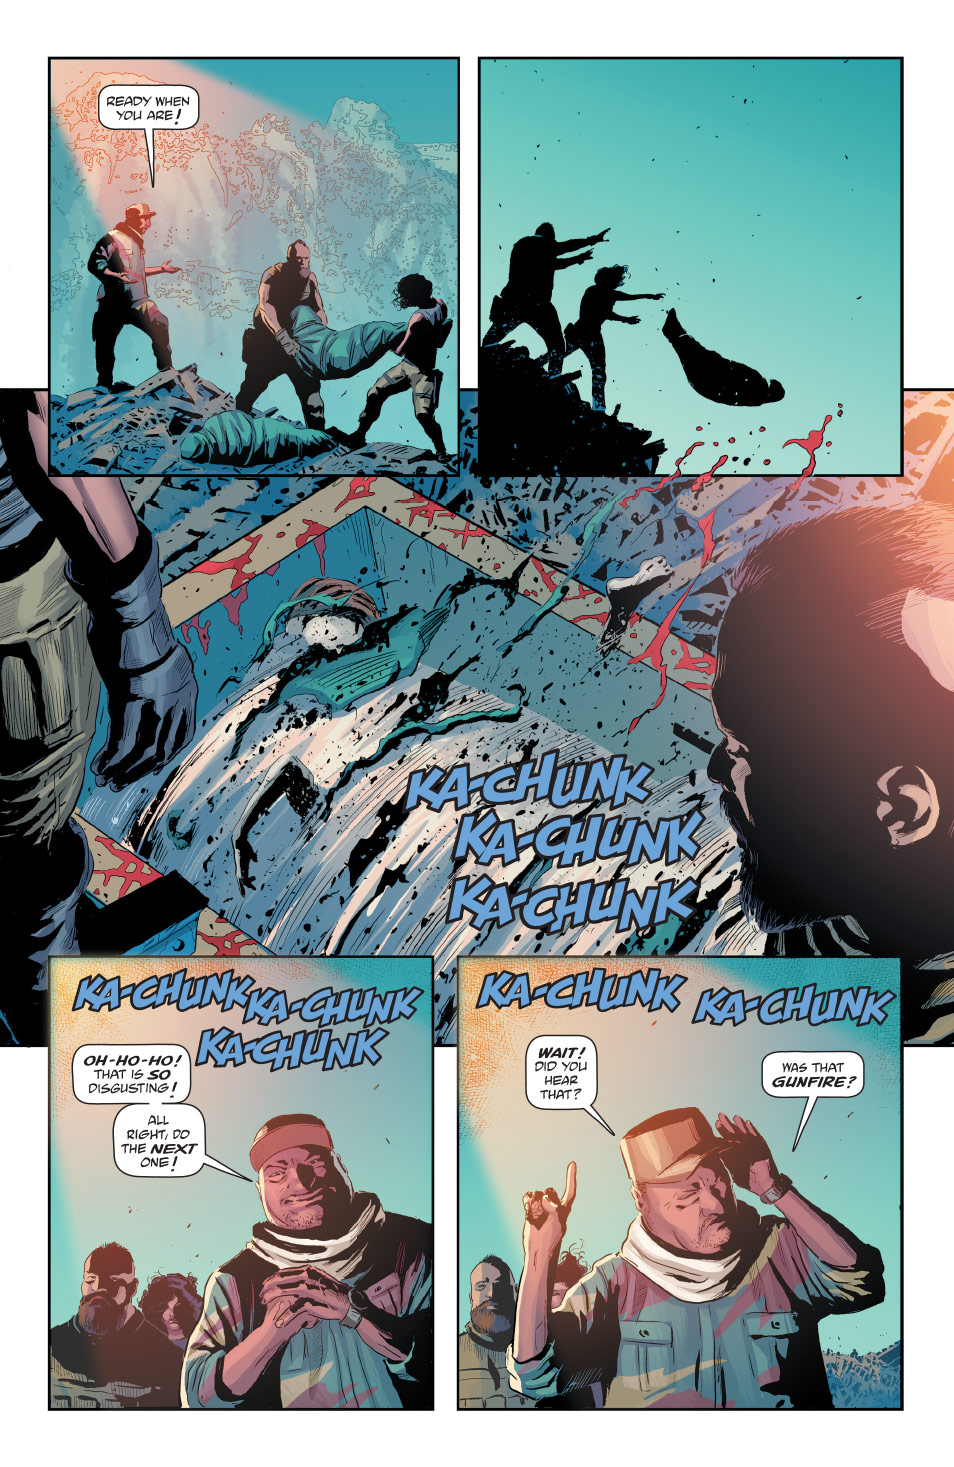 READY WHEN
YOU ARE!
KA-CHUNK
KA-CHUNK
KA-CHUNK
KA-CHUNK
KA-CHUNK
KA-CHUNK
OH-HO-HO!
THAT IS SO
DISGUSTING!
ALL
RIGHT, DO
THE NEXT
ONE!
KA-CHUNK
KA-CHUNK
WAIT!
DID YOU
HEAR
THAT?
WAS THAT
GUNFIRE?